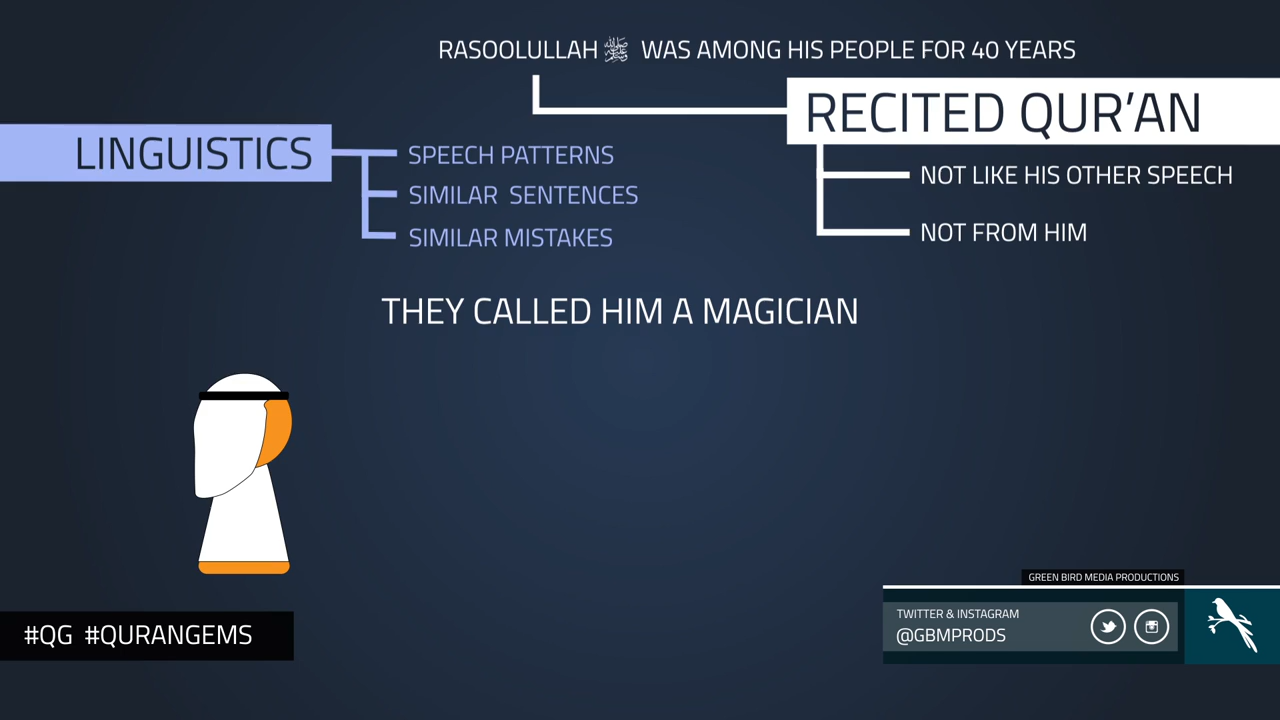 RASOOLULLAH ﷺ WAS AMONG HIS PEOPLE FOR 40 YEARS
RECITED QUR'AN
NOT LIKE HIS OTHER SPEECH
NOT FROM HIM
LINGUISTICS
SPEECH PATTERNS
SIMILAR SENTENCES
SIMILAR MISTAKES
THEY CALLED HIM A MAGICIAN
#QG #QURANGEMS
GREEN BIRD MEDIA PRODUCTIONS
TWITTER & INSTAGRAM
@GBMPRODS